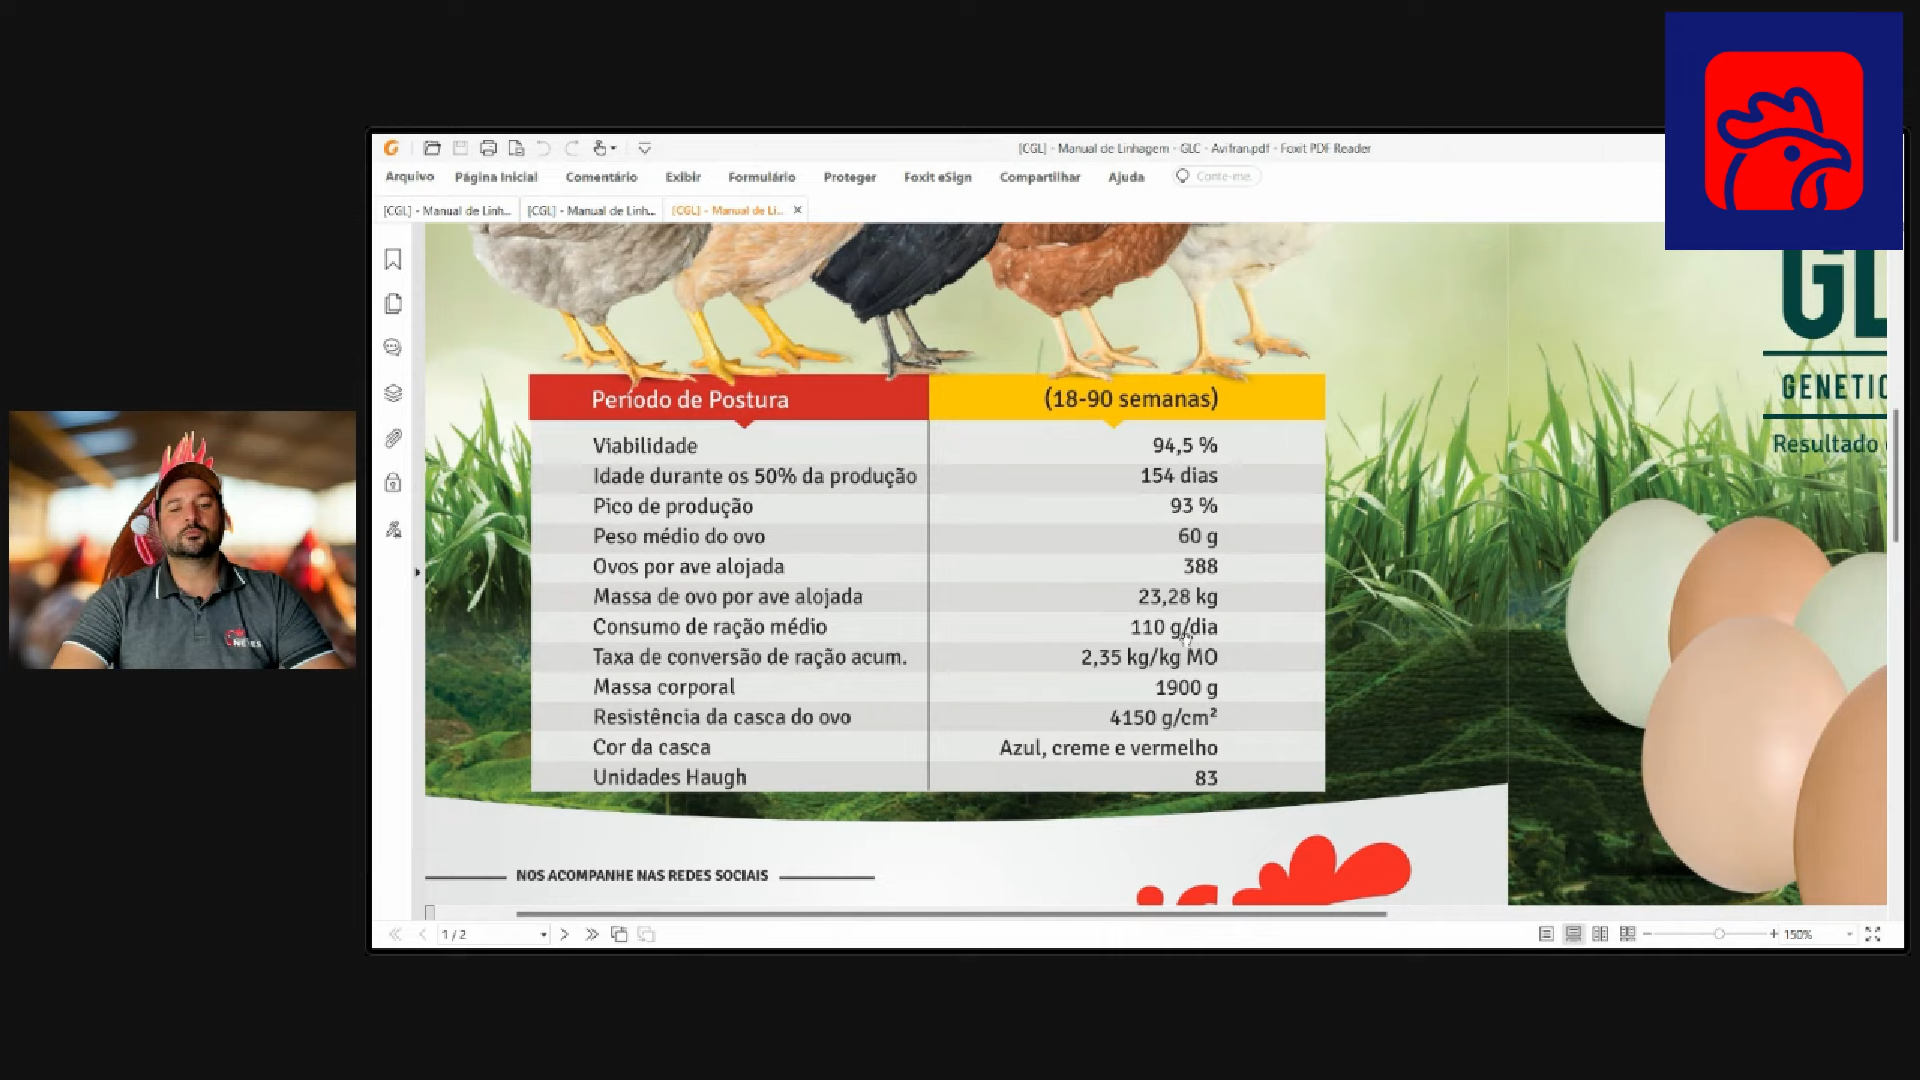 [CGL] - Manual de Linhagem - GLC - Avifran.pdf - Foxit PDF Reader
Arquivo Página Inicial Comentário Exibir Formulário Proteger Foxit eSign Compartilhar Ajuda Conte-me.
[CGL] - Manual de Linh... [CGL] - Manual de Linh... [CGL] - Manual de Li...
GL
GENETIC
Resultado
Período de Postura (18-90 semanas)
Viabilidade 94,5 %
Idade durante os 50% da produção 154 dias
Pico de produção 93 %
Peso médio do ovo 60 g
Ovos por ave alojada 388
Massa de ovo por ave alojada 23,28 kg
Consumo de ração médio 110 g/dia
Taxa de conversão de ração acum. 2,35 kg/kg MO
Massa corporal 1900 g
Resistência da casca do ovo 4150 g/cm²
Cor da casca Azul, creme e vermelho
Unidades Haugh 83
NOS ACOMPANHE NAS REDES SOCIAIS
1 / 2
150%